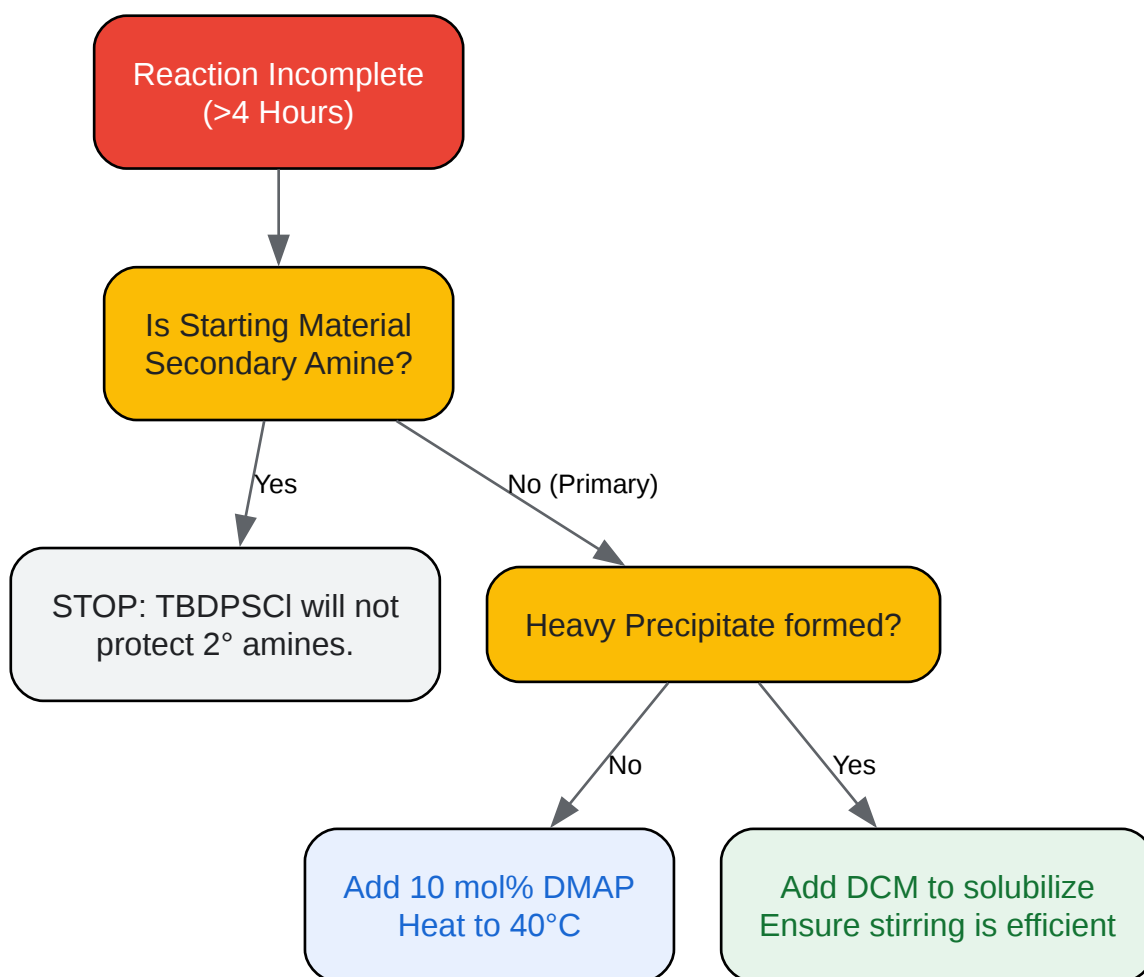 Reaction Incomplete
(>4 Hours)
Is Starting Material
Secondary Amine?
Yes
No (Primary)
STOP: TBDPSCl will not
protect 2° amines.
Heavy Precipitate formed?
No
Yes
Add 10 mol% DMAP
Heat to 40°C
Add DCM to solubilize
Ensure stirring is efficient